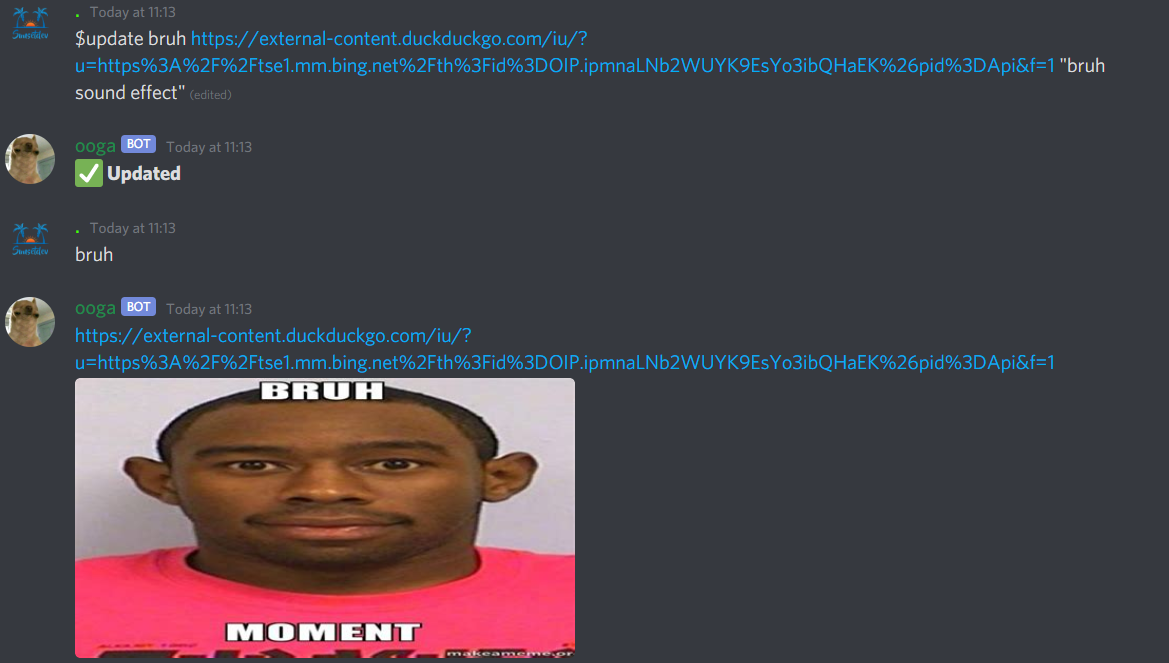 . Today at 11:13
$update bruh https://external-content.duckduckgo.com/iu/?
u=https%3A%2F%2Ftse1.mm.bing.net%2Fth%3Fid%3DOIP.ipmnaLNb2WUYK9EsYo3ibQHaEK%26pid%3DApi&f=1 "bruh
sound effect" (edited)
ooga BOT Today at 11:13
✅ Updated
. Today at 11:13
bruh
ooga BOT Today at 11:13
https://external-content.duckduckgo.com/iu/?
u=https%3A%2F%2Ftse1.mm.bing.net%2Fth%3Fid%3DOIP.ipmnaLNb2WUYK9EsYo3ibQHaEK%26pid%3DApi&f=1
BRUH
MOMENT
makeameme.or